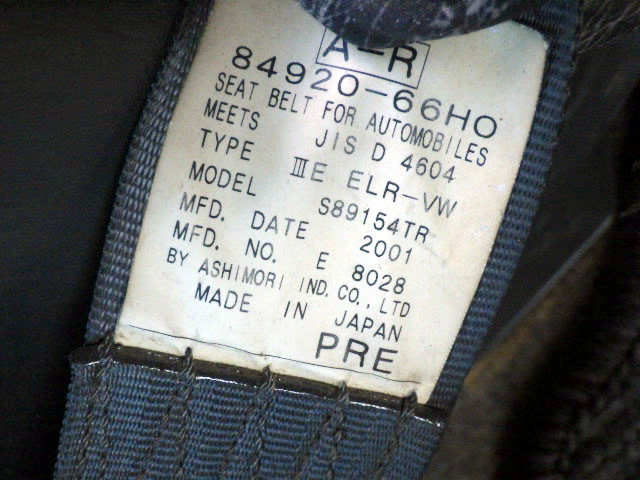 A-R
84920-66H0
SEAT BELT FOR AUTOMOBILES
MEETS JIS D 4604
TYPE ⅢE ELR-VW
MODEL S89154TR
MFD. DATE 2001
MFD. NO. E 8028
BY ASHIMORI IND. CO., LTD
MADE IN JAPAN
PRE